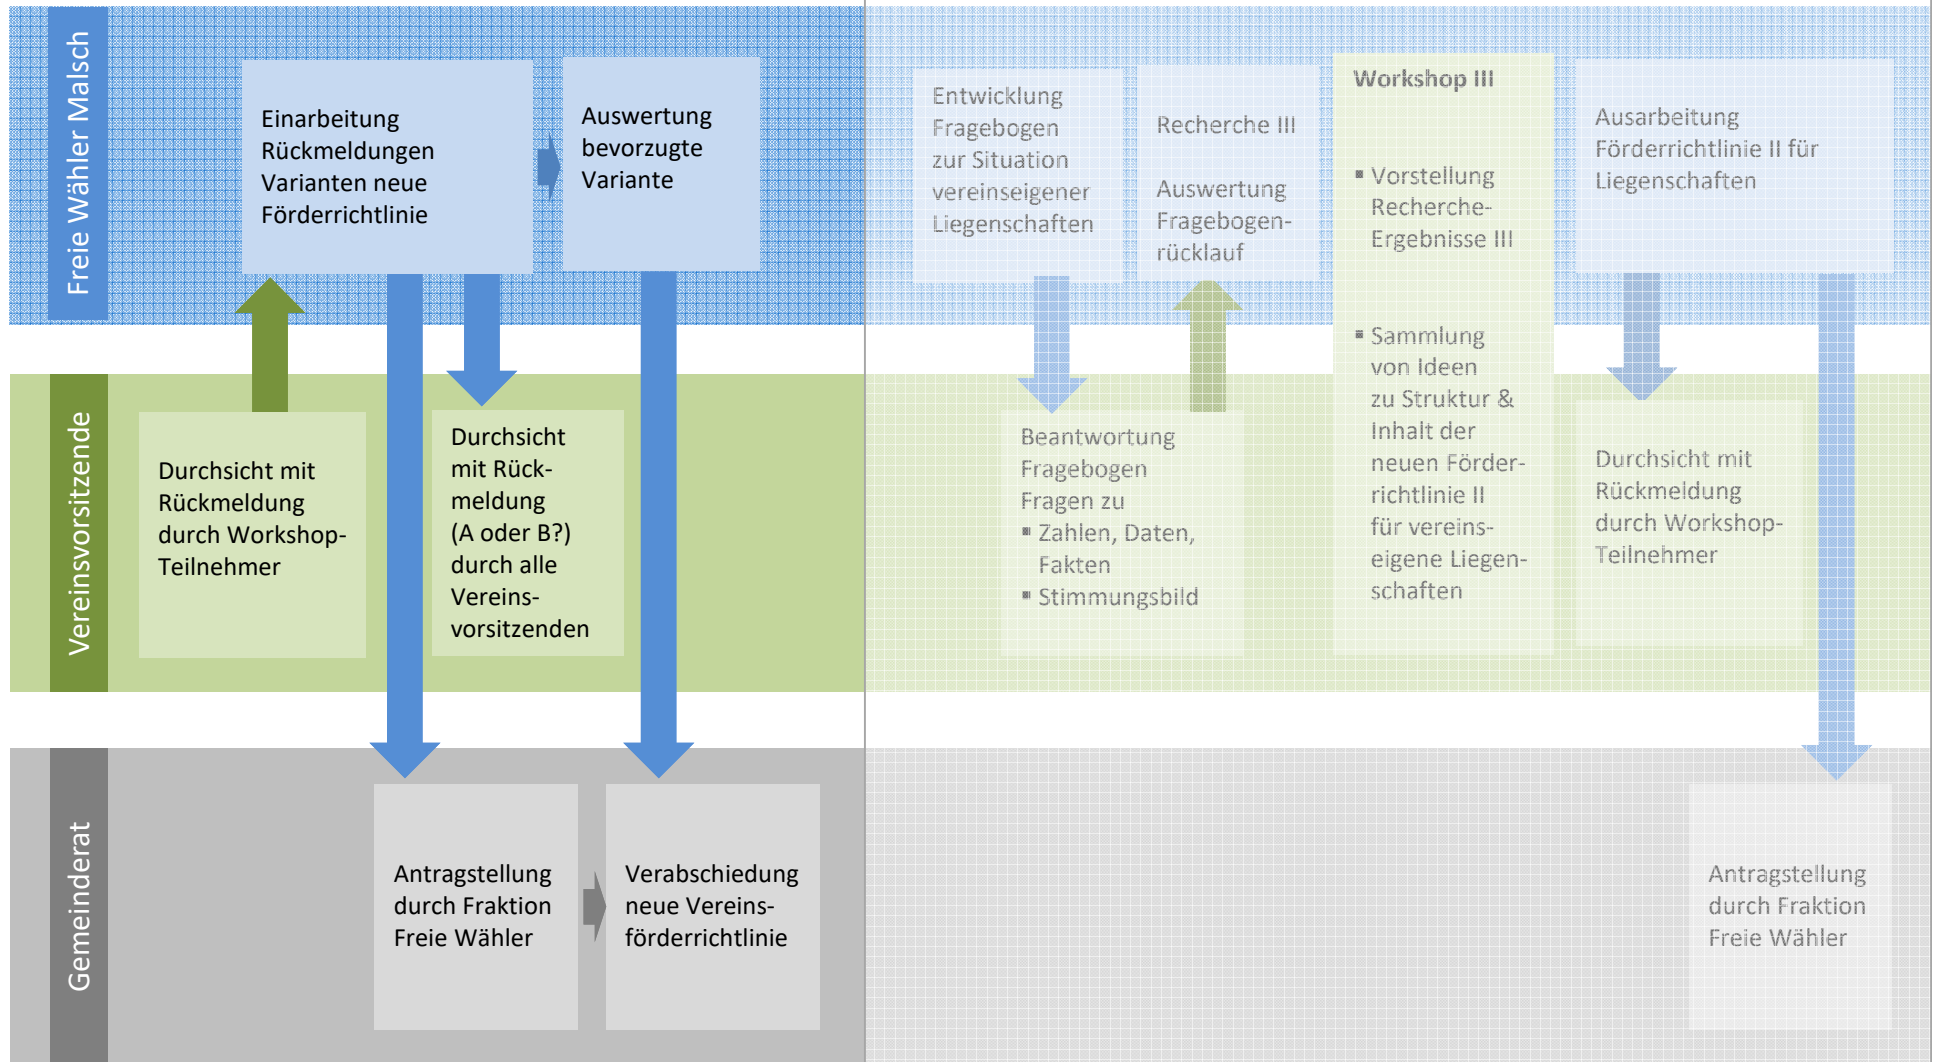 Freie Wähler Malsch
Einarbeitung
Rückmeldungen
Varianten neue
Förderrichtlinie
Auswertung
bevorzugte
Variante
Entwicklung
Fragebogen
zur Situation
vereinseigener
Liegenschaften
Recherche III
Auswertung
Fragebogen-
rücklauf
Workshop III
▪ Vorstellung
Recherche-
Ergebnisse III
▪ Sammlung
von Ideen
zu Struktur &
Inhalt der
neuen Förder-
richtlinie II
für vereins-
eigene Liegen-
schaften
Ausarbeitung
Förderrichtlinie II für
Liegenschaften
Vereinsvorsitzende
Durchsicht mit
Rückmeldung
durch Workshop-
Teilnehmer
Durchsicht
mit Rück-
meldung
(A oder B?)
durch alle
Vereins-
vorsitzenden
Beantwortung
Fragebogen
Fragen zu
▪ Zahlen, Daten,
Fakten
▪ Stimmungsbild
Durchsicht mit
Rückmeldung
durch Workshop-
Teilnehmer
Gemeinderat
Antragstellung
durch Fraktion
Freie Wähler
Verabschiedung
neue Vereins-
förderrichtlinie
Antragstellung
durch Fraktion
Freie Wähler